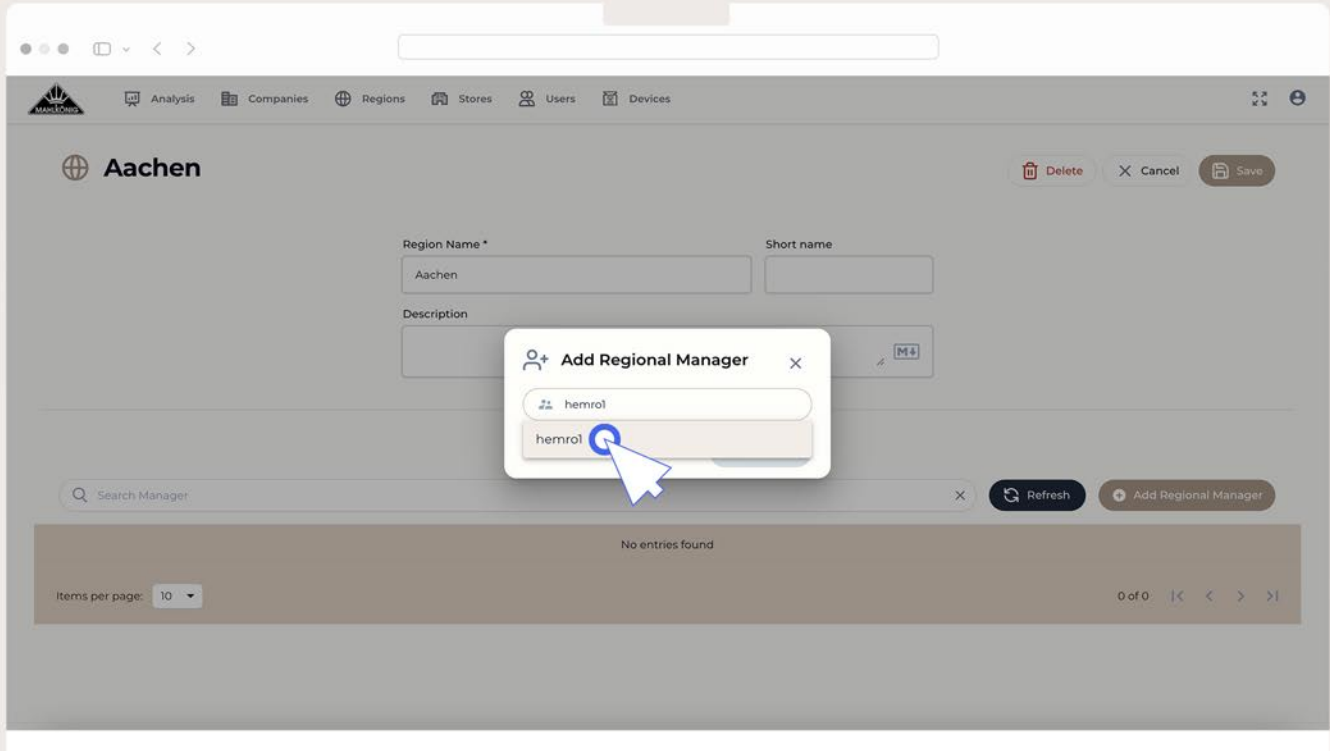 MAHLKÖNIG
Analysis Companies Regions Stores Users Devices
Aachen
Delete Cancel Save
Region Name * Short name
Aachen
Description
M
Add Regional Manager
hemro1
hemro1
Search Manager Refresh Add Regional Manager
No entries found
Items per page: 10 0 of 0